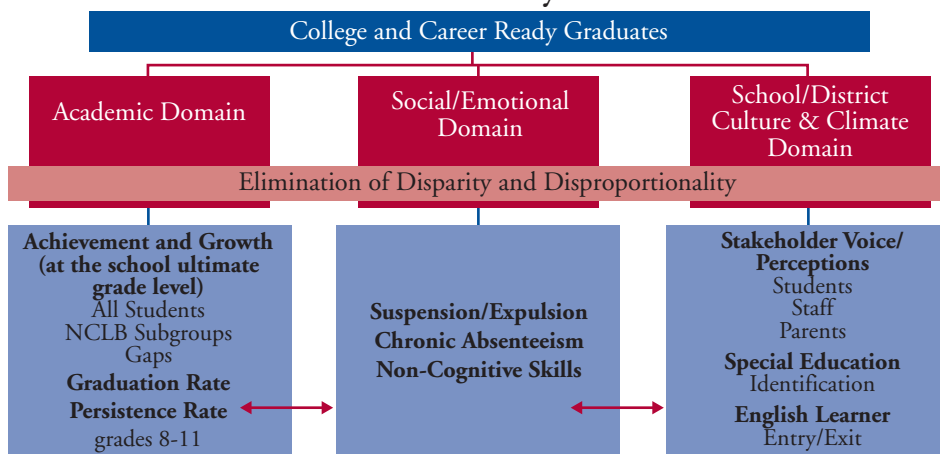 College and Career Ready Graduates
Academic Domain
Social/Emotional
Domain
School/District
Culture & Climate
Domain
Elimination of Disparity and Disproportionality
Achievement and Growth
(at the school ultimate
grade level)
All Students
NCLB Subgroups
Gaps
Graduation Rate
Persistence Rate
grades 8-11
Suspension/Expulsion
Chronic Absenteeism
Non-Cognitive Skills
Stakeholder Voice/
Perceptions
Students
Staff
Parents
Special Education
Identification
English Learner
Entry/Exit